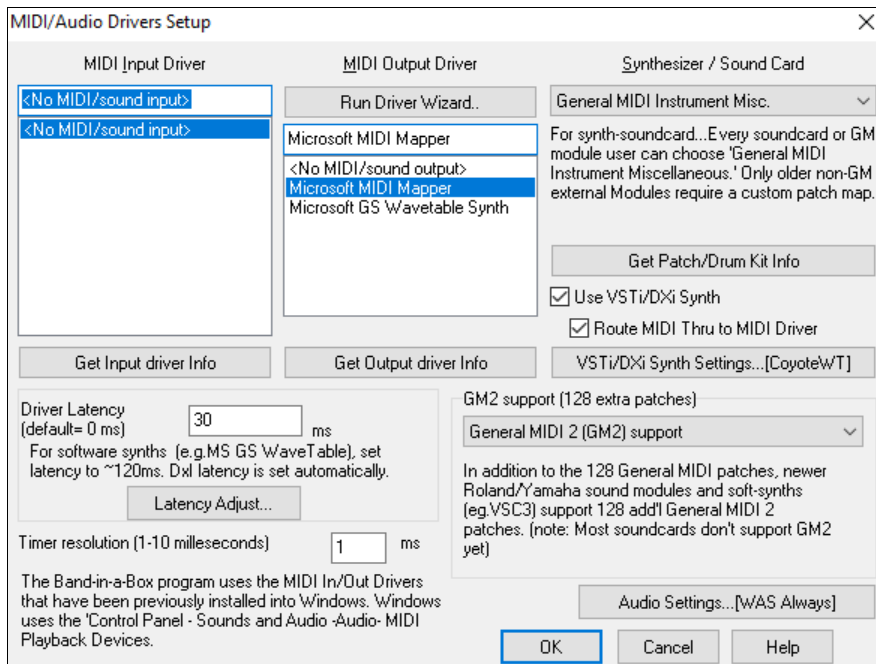 MIDI/Audio Drivers Setup
MIDI Input Driver
<No MIDI/sound input>
<No MIDI/sound input>
Get Input driver Info
MIDI Output Driver
Run Driver Wizard..
Microsoft MIDI Mapper
<No MIDI/sound output>
Microsoft MIDI Mapper
Microsoft GS Wavetable Synth
Get Output driver Info
Synthesizer / Sound Card
General MIDI Instrument Misc.
For synth-soundcard...Every soundcard or GM
module user can choose 'General MIDI
Instrument Miscellaneous.' Only older non-GM
external Modules require a custom patch map.
Get Patch/Drum Kit Info
Use VSTi/DXi Synth
Route MIDI Thru to MIDI Driver
VSTi/DXi Synth Settings...[CoyoteWT]
Driver Latency
(default= 0 ms)
30
ms
For software synths (e.g.MS GS WaveTable), set
latency to ~120ms. DxI latency is set automatically.
Latency Adjust...
Timer resolution (1-10 milleseconds)
1
ms
The Band-in-a-Box program uses the MIDI In/Out Drivers
that have been previously installed into Windows. Windows
uses the 'Control Panel - Sounds and Audio -Audio- MIDI
Playback Devices.
GM2 support (128 extra patches)
General MIDI 2 (GM2) support
In addition to the 128 General MIDI patches, newer
Roland/Yamaha sound modules and soft-synths
(eg.VSC3) support 128 add'l General MIDI 2
patches. (note: Most soundcards don't support GM2
yet)
Audio Settings...[WAS Always]
OK
Cancel
Help